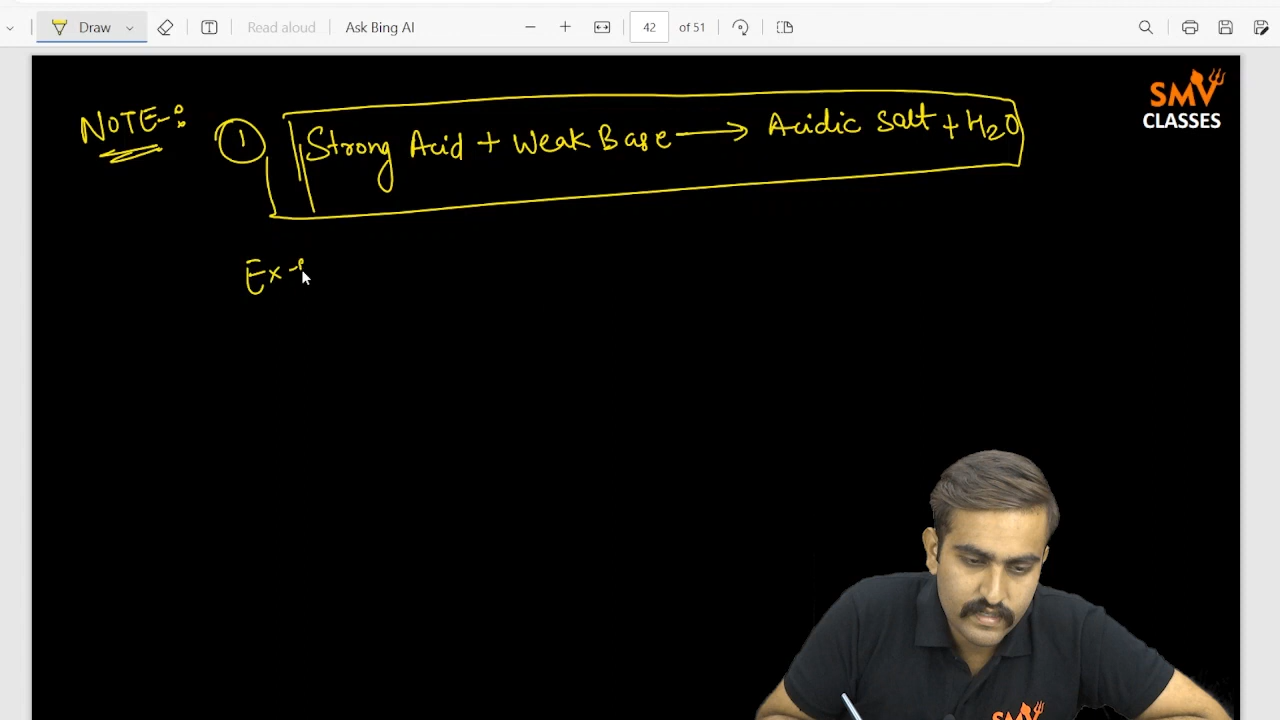 Draw
Read aloud
Ask Bing AI
42 of 51
SMV
CLASSES
NOTE-:
1 Strong Acid + Weak Base ⟶ Acidic Salt + H₂O
Ex-:
SMV